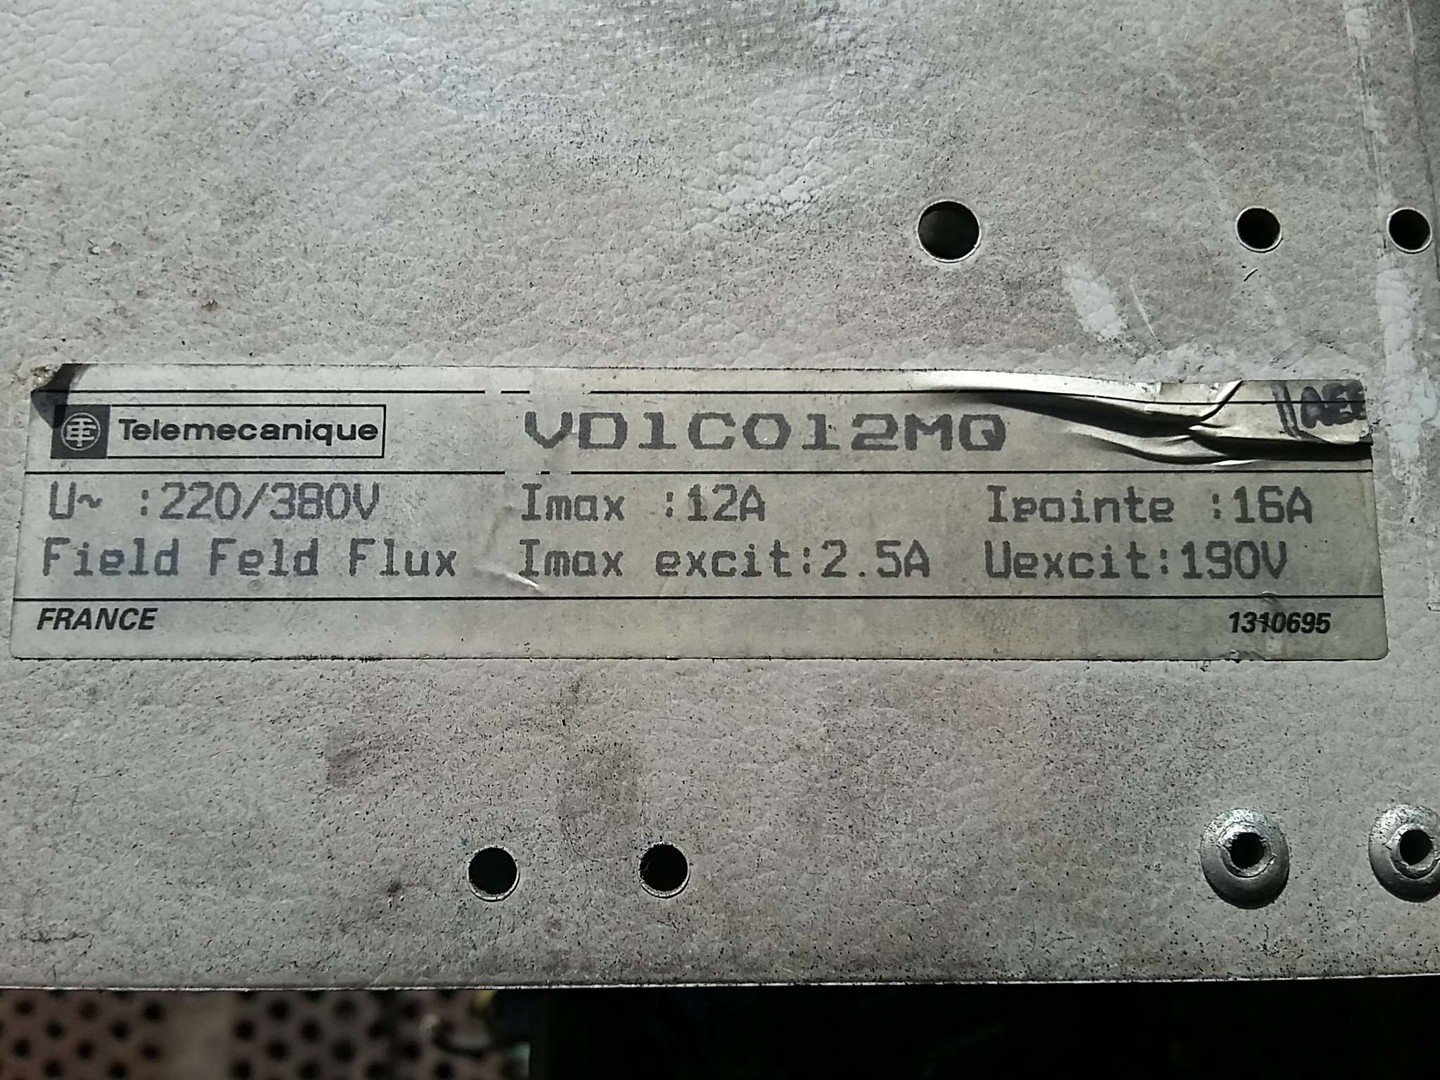 Telemecanique VD1C012MQ
U~ :220/380V Imax :12A Ipointe :16A
Field Feld Flux Imax excit:2.5A Uexcit:190V
FRANCE 1310695